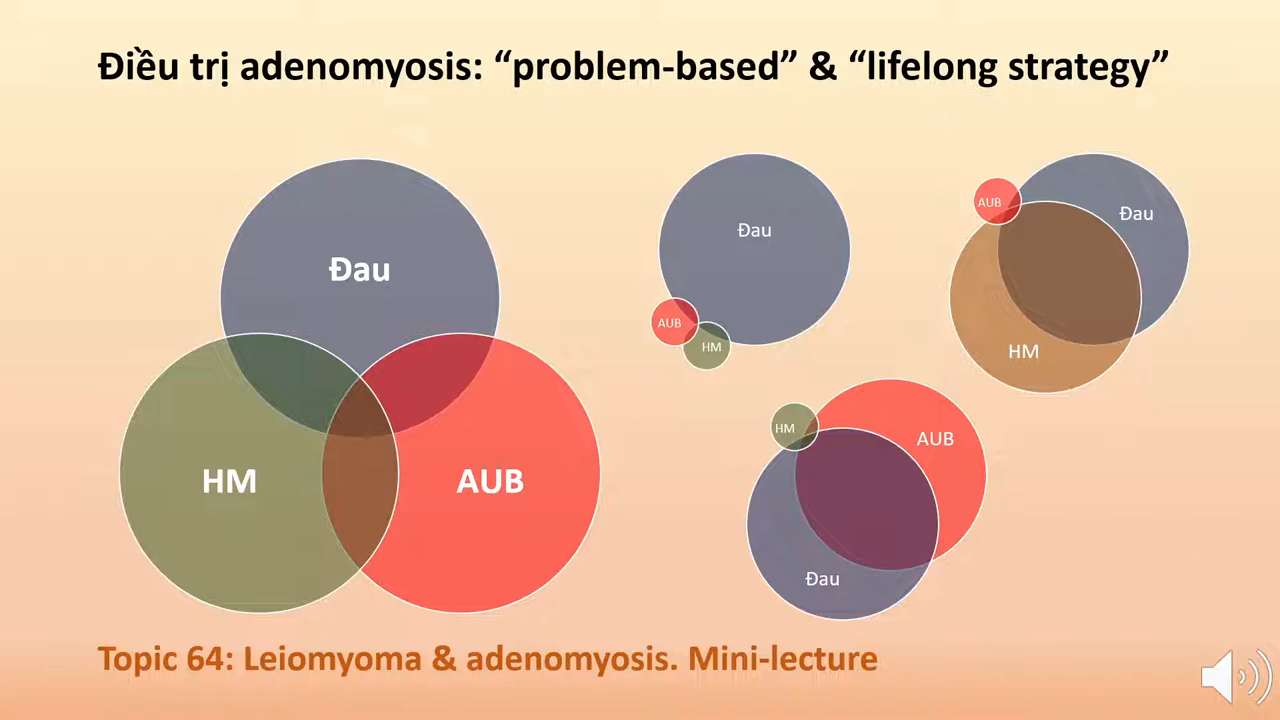 Điều trị adenomyosis: “problem-based” & “lifelong strategy”
Đau
HM
AUB
Đau
AUB
HM
AUB
Đau
HM
HM
AUB
Đau
Topic 64: Leiomyoma & adenomyosis. Mini-lecture